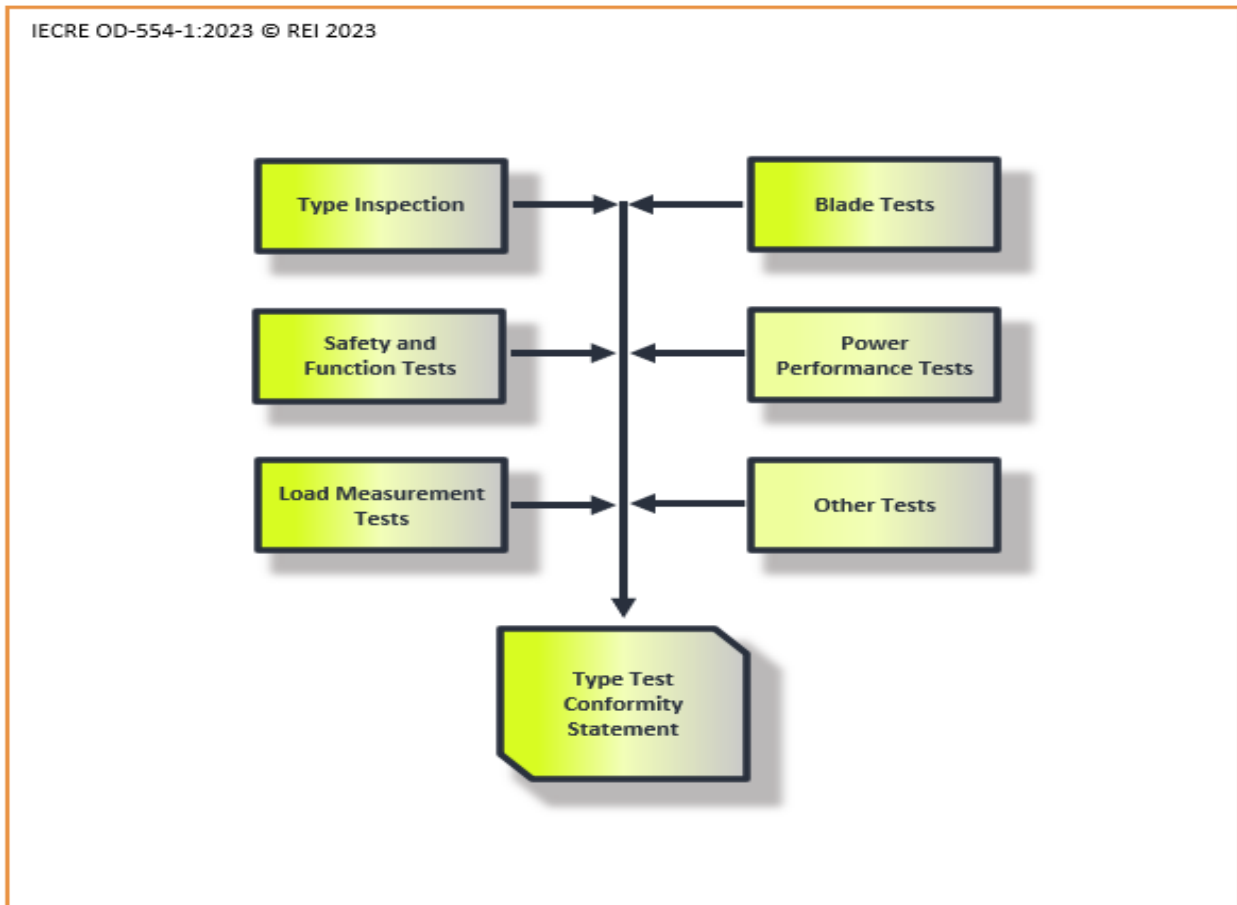 IECRE OD-554-1:2023 © REI 2023
Type Inspection
Blade Tests
Safety and
Function Tests
Power
Performance Tests
Load Measurement
Tests
Other Tests
Type Test
Conformity
Statement